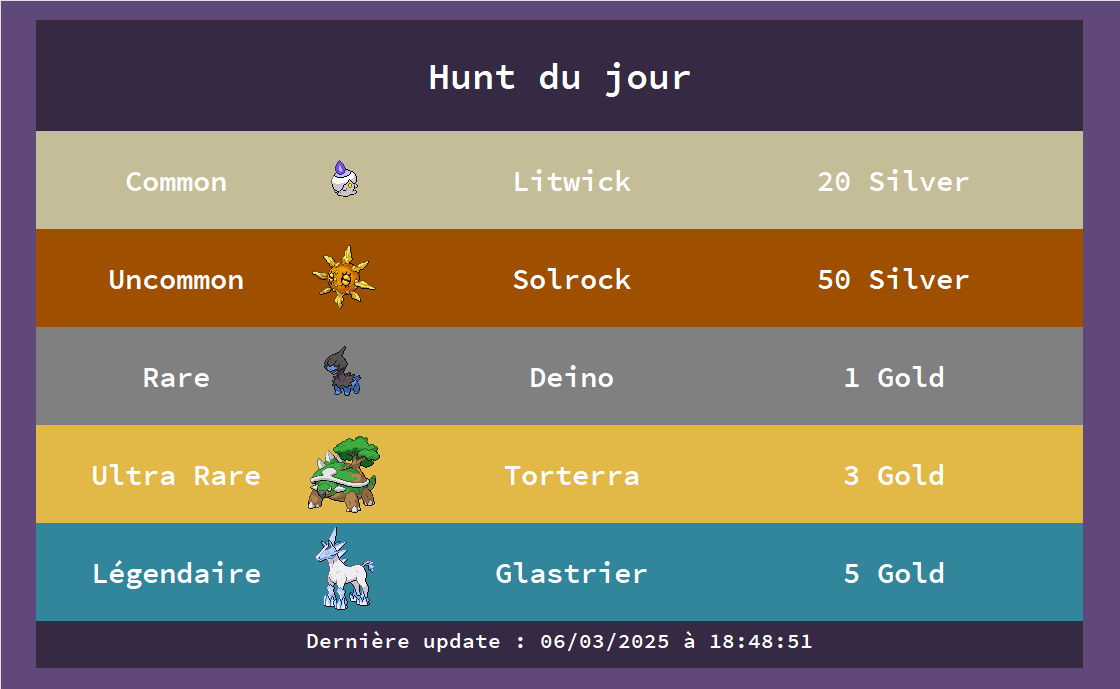 Hunt du jour
Common Litwick 20 Silver
Uncommon Solrock 50 Silver
Rare Deino 1 Gold
Ultra Rare Torterra 3 Gold
Légendaire Glastrier 5 Gold
Dernière update : 06/03/2025 à 18:48:51